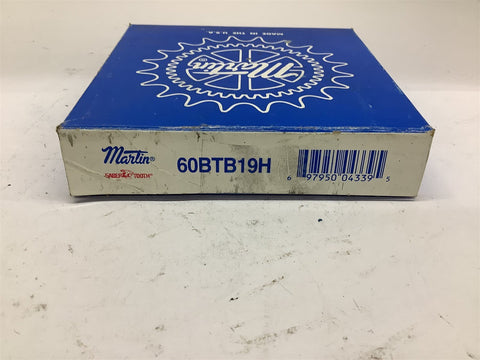 MADE IN THE U.S.A.
Martin®
Martin®
SABER TOOTH
60BTB19H
6 97950 04339 5